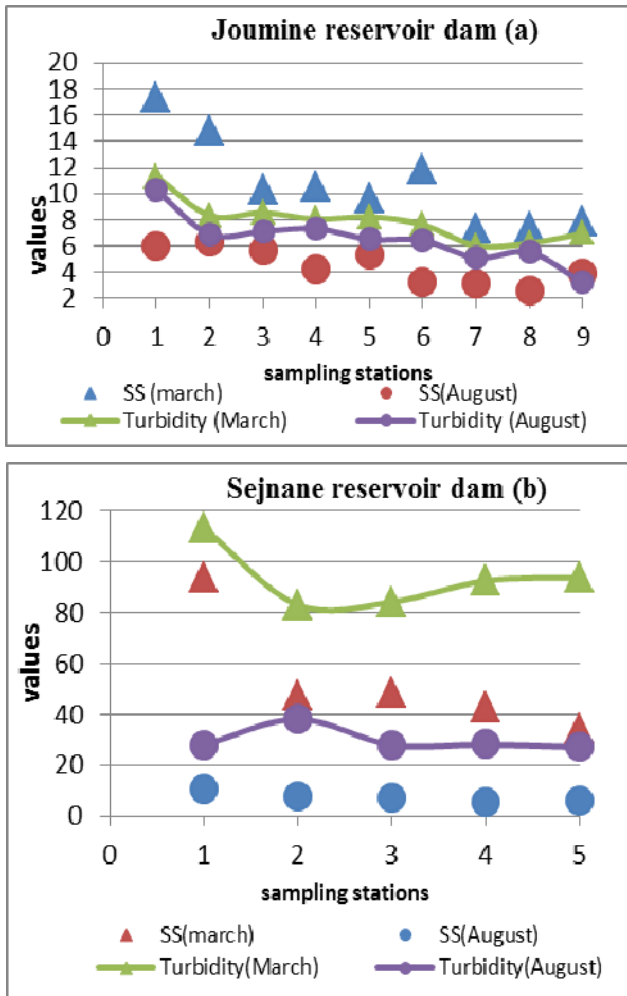 Joumine reservoir dam (a)
20
18
16
14
12
10
8
6
4
2
values
0 1 2 3 4 5 6 7 8 9
sampling stations
SS (march) SS(August)
Turbidity (March) Turbidity (August)
Sejnane reservoir dam (b)
120
100
80
60
40
20
0
values
0 1 2 3 4 5
sampling stations
SS(march) SS(August)
Turbidity(March) Turbidity(August)